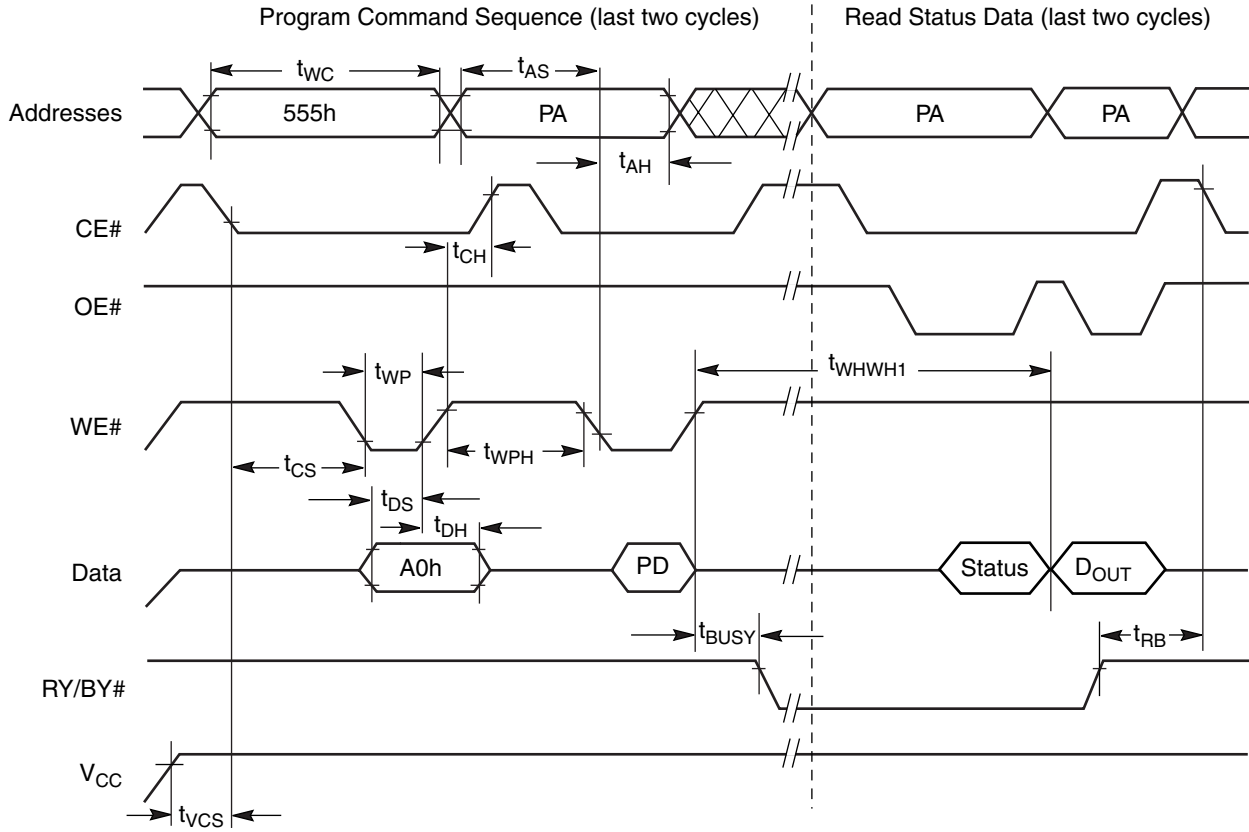 Program Command Sequence (last two cycles)
Read Status Data (last two cycles)
tWC
tAS
Addresses
555h
PA
PA
PA
tAH
CE#
tCH
OE#
tWP
tWHWH1
WE#
tCS
tWPH
tDS
tDH
Data
A0h
PD
Status
DOUT
tBUSY
tRB
RY/BY#
VCC
tVCS